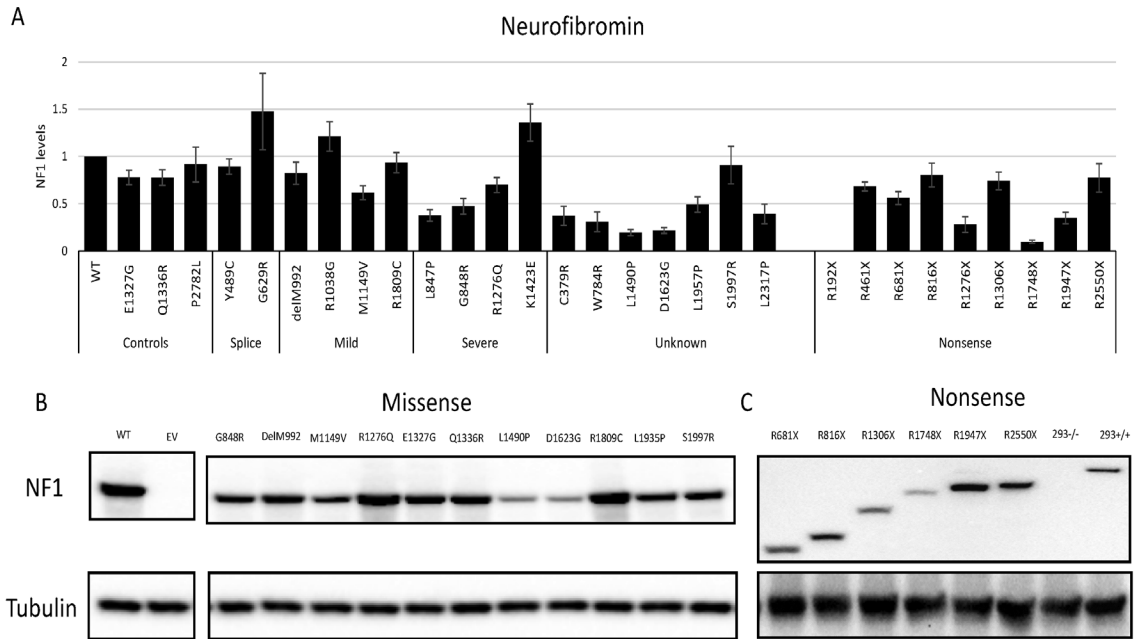 A
Neurofibromin
2
1.5
1
0.5
0
NF1 levels
WT E1327G Q1336R P2782L Y489C G629R delM992 R1038G M1149V R1809C L847P G848R R1276Q K1423E C379R W784R L1490P D1623G L1957P S1997R L2317P R192X R461X R681X R816X R1276X R1306X R1748X R1947X R2550X
Controls Splice Mild Severe Unknown Nonsense
B Missense
WT EV G848R DelM992 M1149V R1276Q E1327G Q1336R L1490P D1623G R1809C L1935P S1997R
NF1
Tubulin
C Nonsense
R681X R816X R1306X R1748X R1947X R2550X 293-/- 293+/+